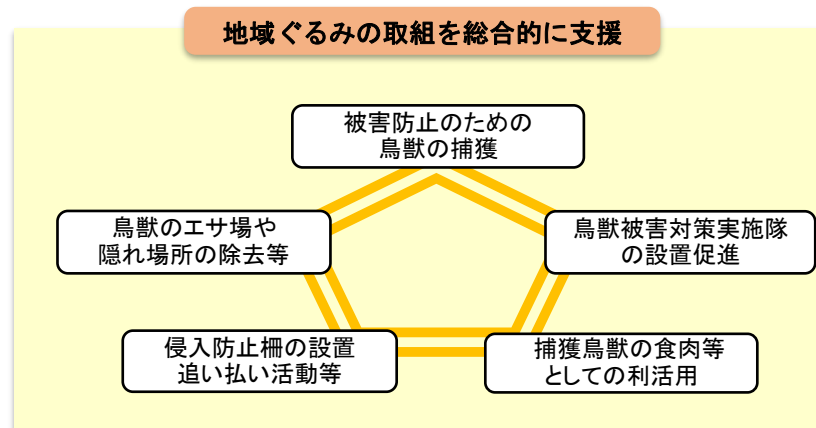 地域ぐるみの取組を総合的に支援
被害防止のための
鳥獣の捕獲
鳥獣のエサ場や
隠れ場所の除去等
鳥獣被害対策実施隊
の設置促進
侵入防止柵の設置
追い払い活動等
捕獲鳥獣の食肉等
としての利活用